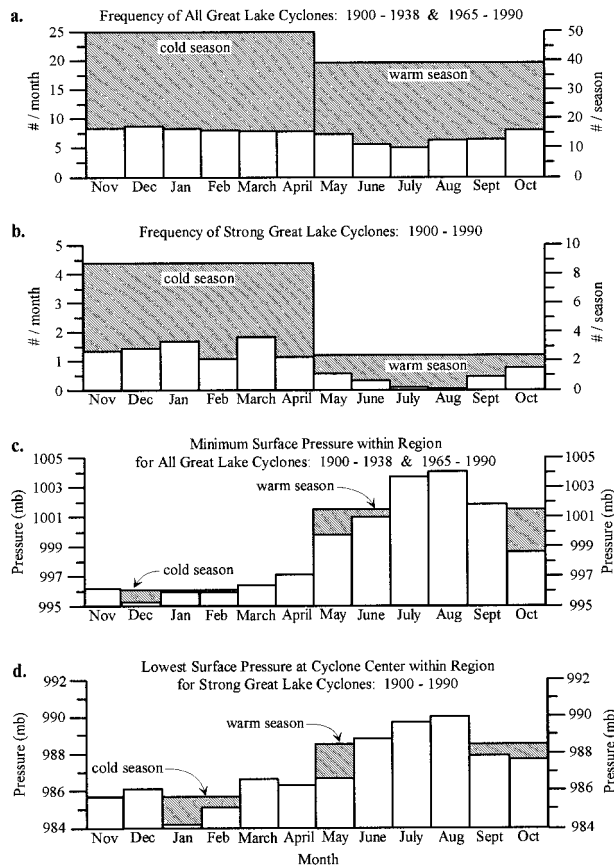 a.
Frequency of All Great Lake Cyclones: 1900 - 1938 & 1965 - 1990
25
20
15
10
5
0
# / month
cold season
warm season
50
40
30
20
10
0
# / season
Nov Dec Jan Feb March April May June July Aug Sept Oct
b.
Frequency of Strong Great Lake Cyclones: 1900 - 1990
5
4
3
2
1
0
# / month
cold season
warm season
10
8
6
4
2
0
# / season
Nov Dec Jan Feb March April May June July Aug Sept Oct
c.
Minimum Surface Pressure within Region
for All Great Lake Cyclones: 1900 - 1938 & 1965 - 1990
1005
1003
1001
999
997
995
Pressure (mb)
warm season
cold season
1005
1003
1001
999
997
995
Pressure (mb)
Nov Dec Jan Feb March April May June July Aug Sept Oct
d.
Lowest Surface Pressure at Cyclone Center within Region
for Strong Great Lake Cyclones: 1900 - 1990
992
990
988
986
984
Pressure (mb)
warm season
cold season
992
990
988
986
984
Pressure (mb)
Nov Dec Jan Feb March April May June July Aug Sept Oct
Month